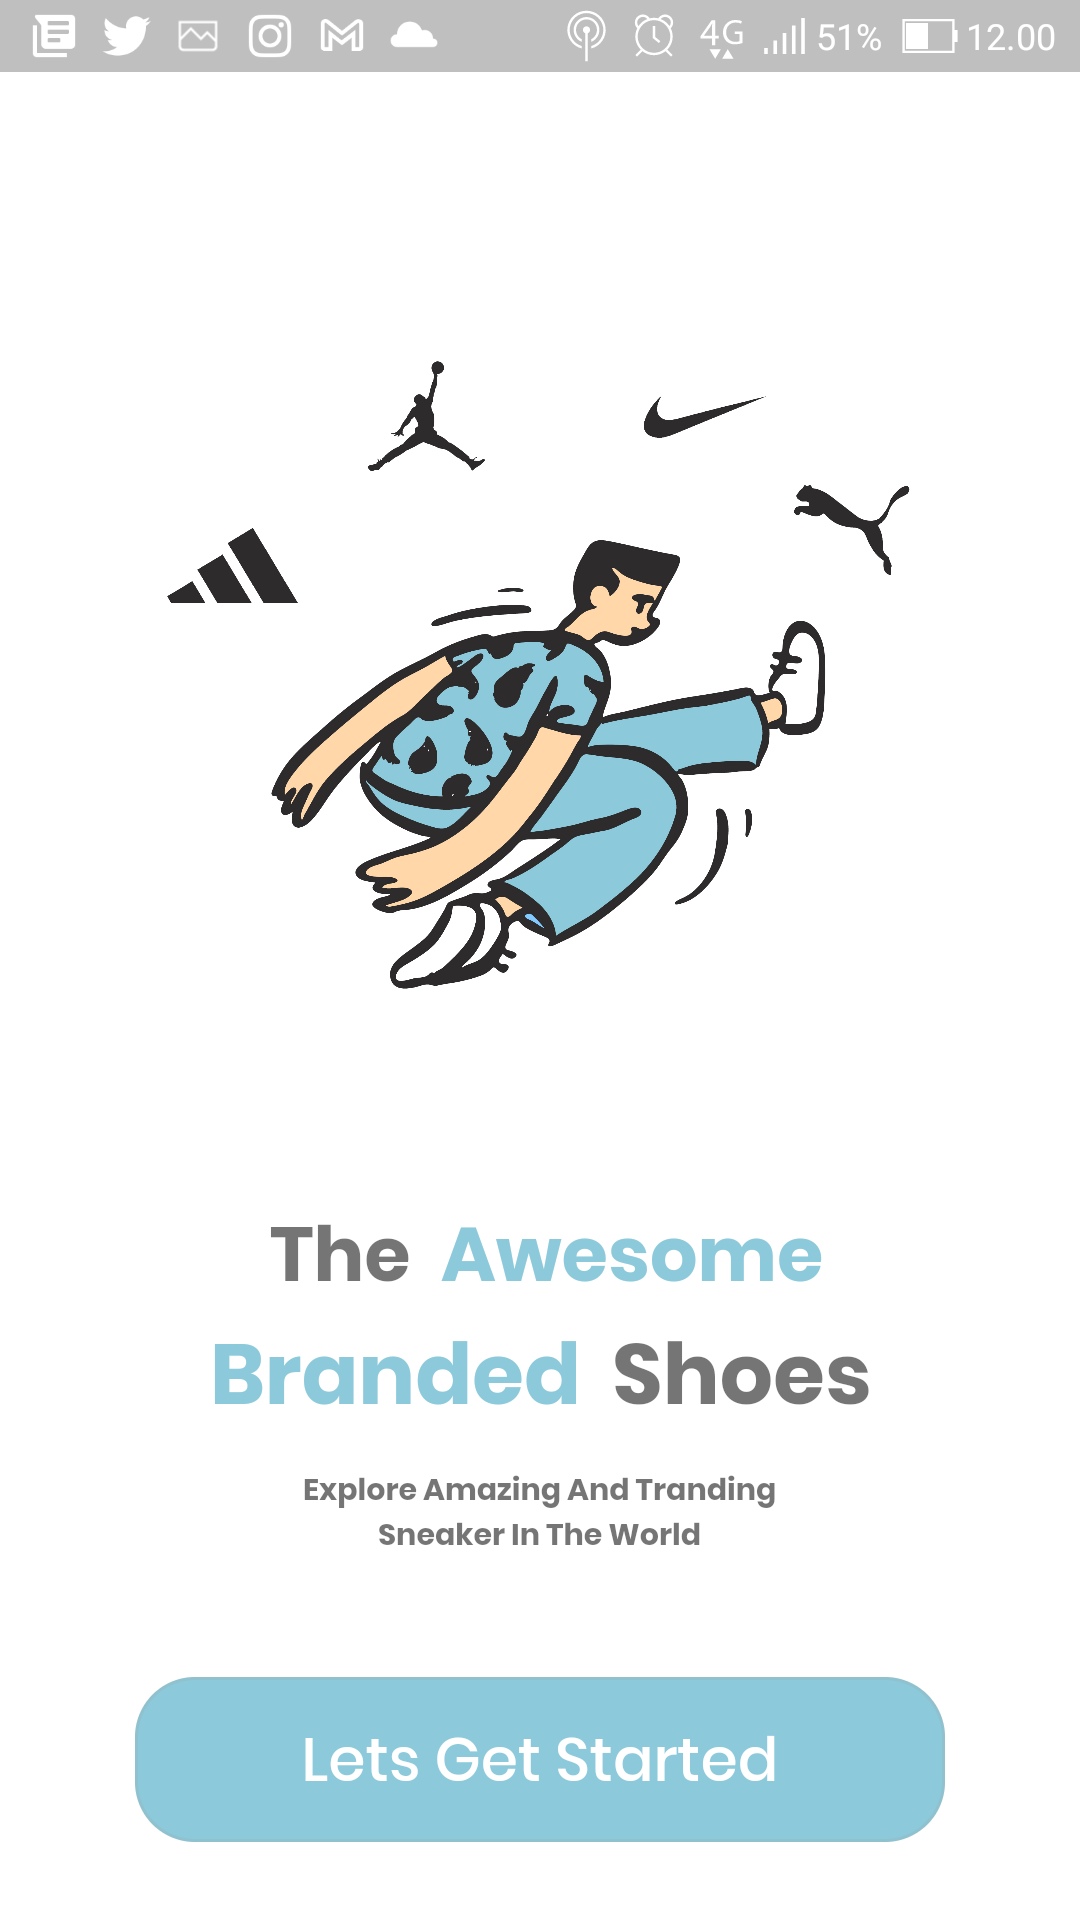 4G 51% 12.00
The Awesome
Branded Shoes
Explore Amazing And Tranding
Sneaker In The World
Lets Get Started